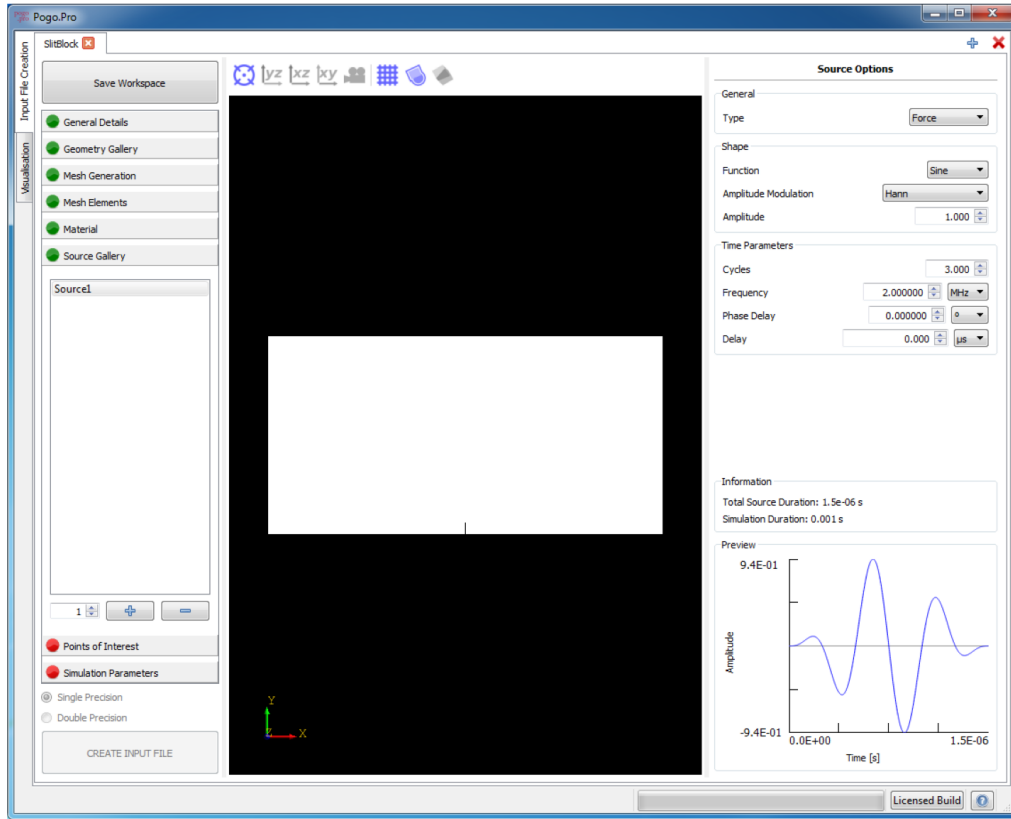 Pogo.Pro
Input File Creation
Visualisation
SlitBlock
Save Workspace
General Details
Geometry Gallery
Mesh Generation
Mesh Elements
Material
Source Gallery
Source1
1
Points of Interest
Simulation Parameters
Single Precision
Double Precision
CREATE INPUT FILE
yz xz xy
Y
Z X
Source Options
General
Type Force
Shape
Function Sine
Amplitude Modulation Hann
Amplitude 1.000
Time Parameters
Cycles 3.000
Frequency 2.000000 MHz
Phase Delay 0.000000 °
Delay 0.000 µs
Information
Total Source Duration: 1.5e-06 s
Simulation Duration: 0.001 s
Preview
9.4E-01
Amplitude
-9.4E-01
0.0E+00 1.5E-06
Time [s]
Licensed Build